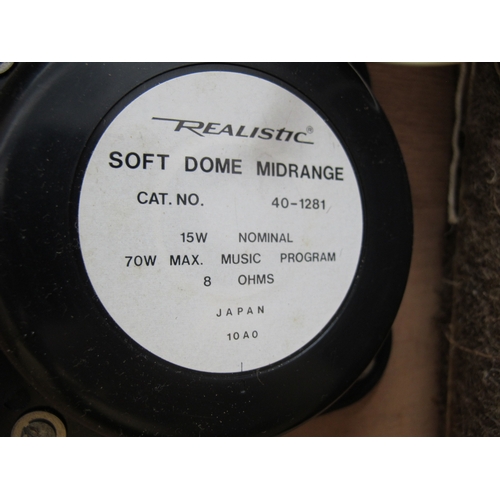 REALISTIC®
SOFT DOME MIDRANGE
CAT. NO. 40-1281
15W NOMINAL
70W MAX. MUSIC PROGRAM
8 OHMS
JAPAN
10A0